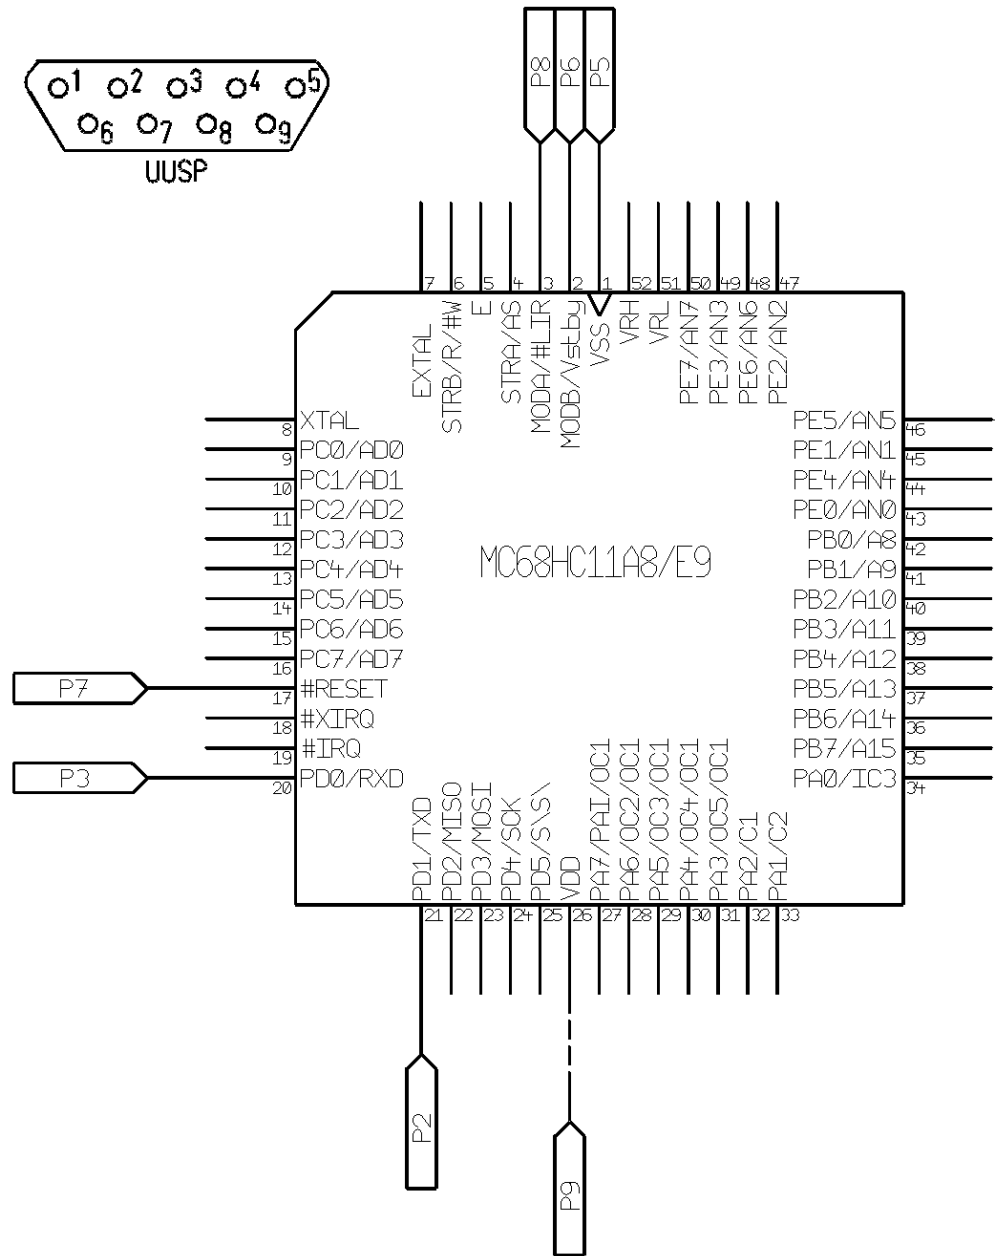 1 2 3 4 5
6 7 8 9
UUSP
P8 P6 P5
7 6 5 4 3 2 1 52 51 50 49 48 47
EXTAL
STRB/R/#W
E
STRA/AS
MODA/#LIR
MODB/Vstby
VSS
VRH
VRL
PE7/AN7
PE3/AN3
PE6/AN6
PE2/AN2
8 XTAL
9 PC0/AD0
10 PC1/AD1
11 PC2/AD2
12 PC3/AD3
13 PC4/AD4
14 PC5/AD5
15 PC6/AD6
16 PC7/AD7
P7 17 #RESET
18 #XIRQ
19 #IRQ
P3 20 PD0/RXD
MC68HC11A8/E9
PE5/AN5 46
PE1/AN1 45
PE4/AN4 44
PE0/AN0 43
PB0/A8 42
PB1/A9 41
PB2/A10 40
PB3/A11 39
PB4/A12 38
PB5/A13 37
PB6/A14 36
PB7/A15 35
PA0/IC3 34
PD1/TXD
PD2/MISO
PD3/MOSI
PD4/SCK
PD5/S\S\
VDD
PA7/PAI/OC1
PA6/OC2/OC1
PA5/OC3/OC1
PA4/OC4/OC1
PA3/OC5/OC1
PA2/C1
PA1/C2
21 22 23 24 25 26 27 28 29 30 31 32 33
P2
P9